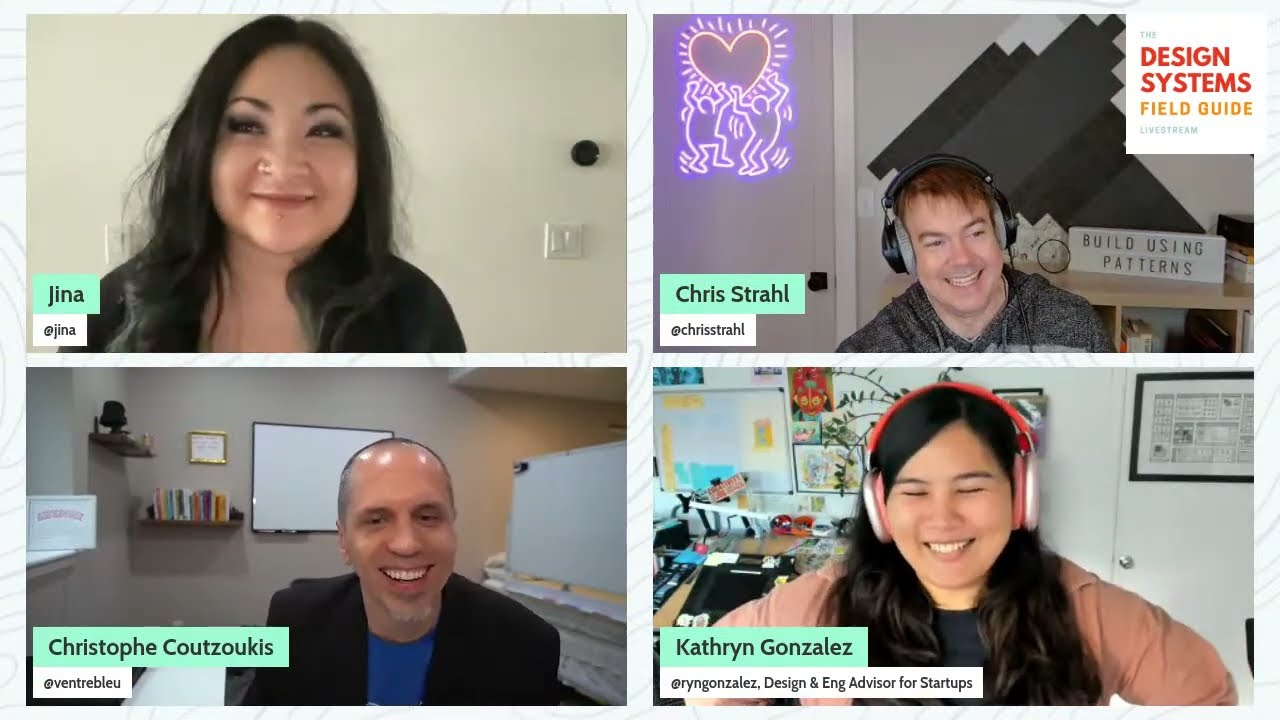 THE
DESIGN
SYSTEMS
FIELD GUIDE
LIVESTREAM
BUILD USING
PATTERNS
Jina
@jina
Chris Strahl
@chrisstrahl
Christophe Coutzoukis
@ventrebleu
Kathryn Gonzalez
@ryngonzalez, Design & Eng Advisor for Startups